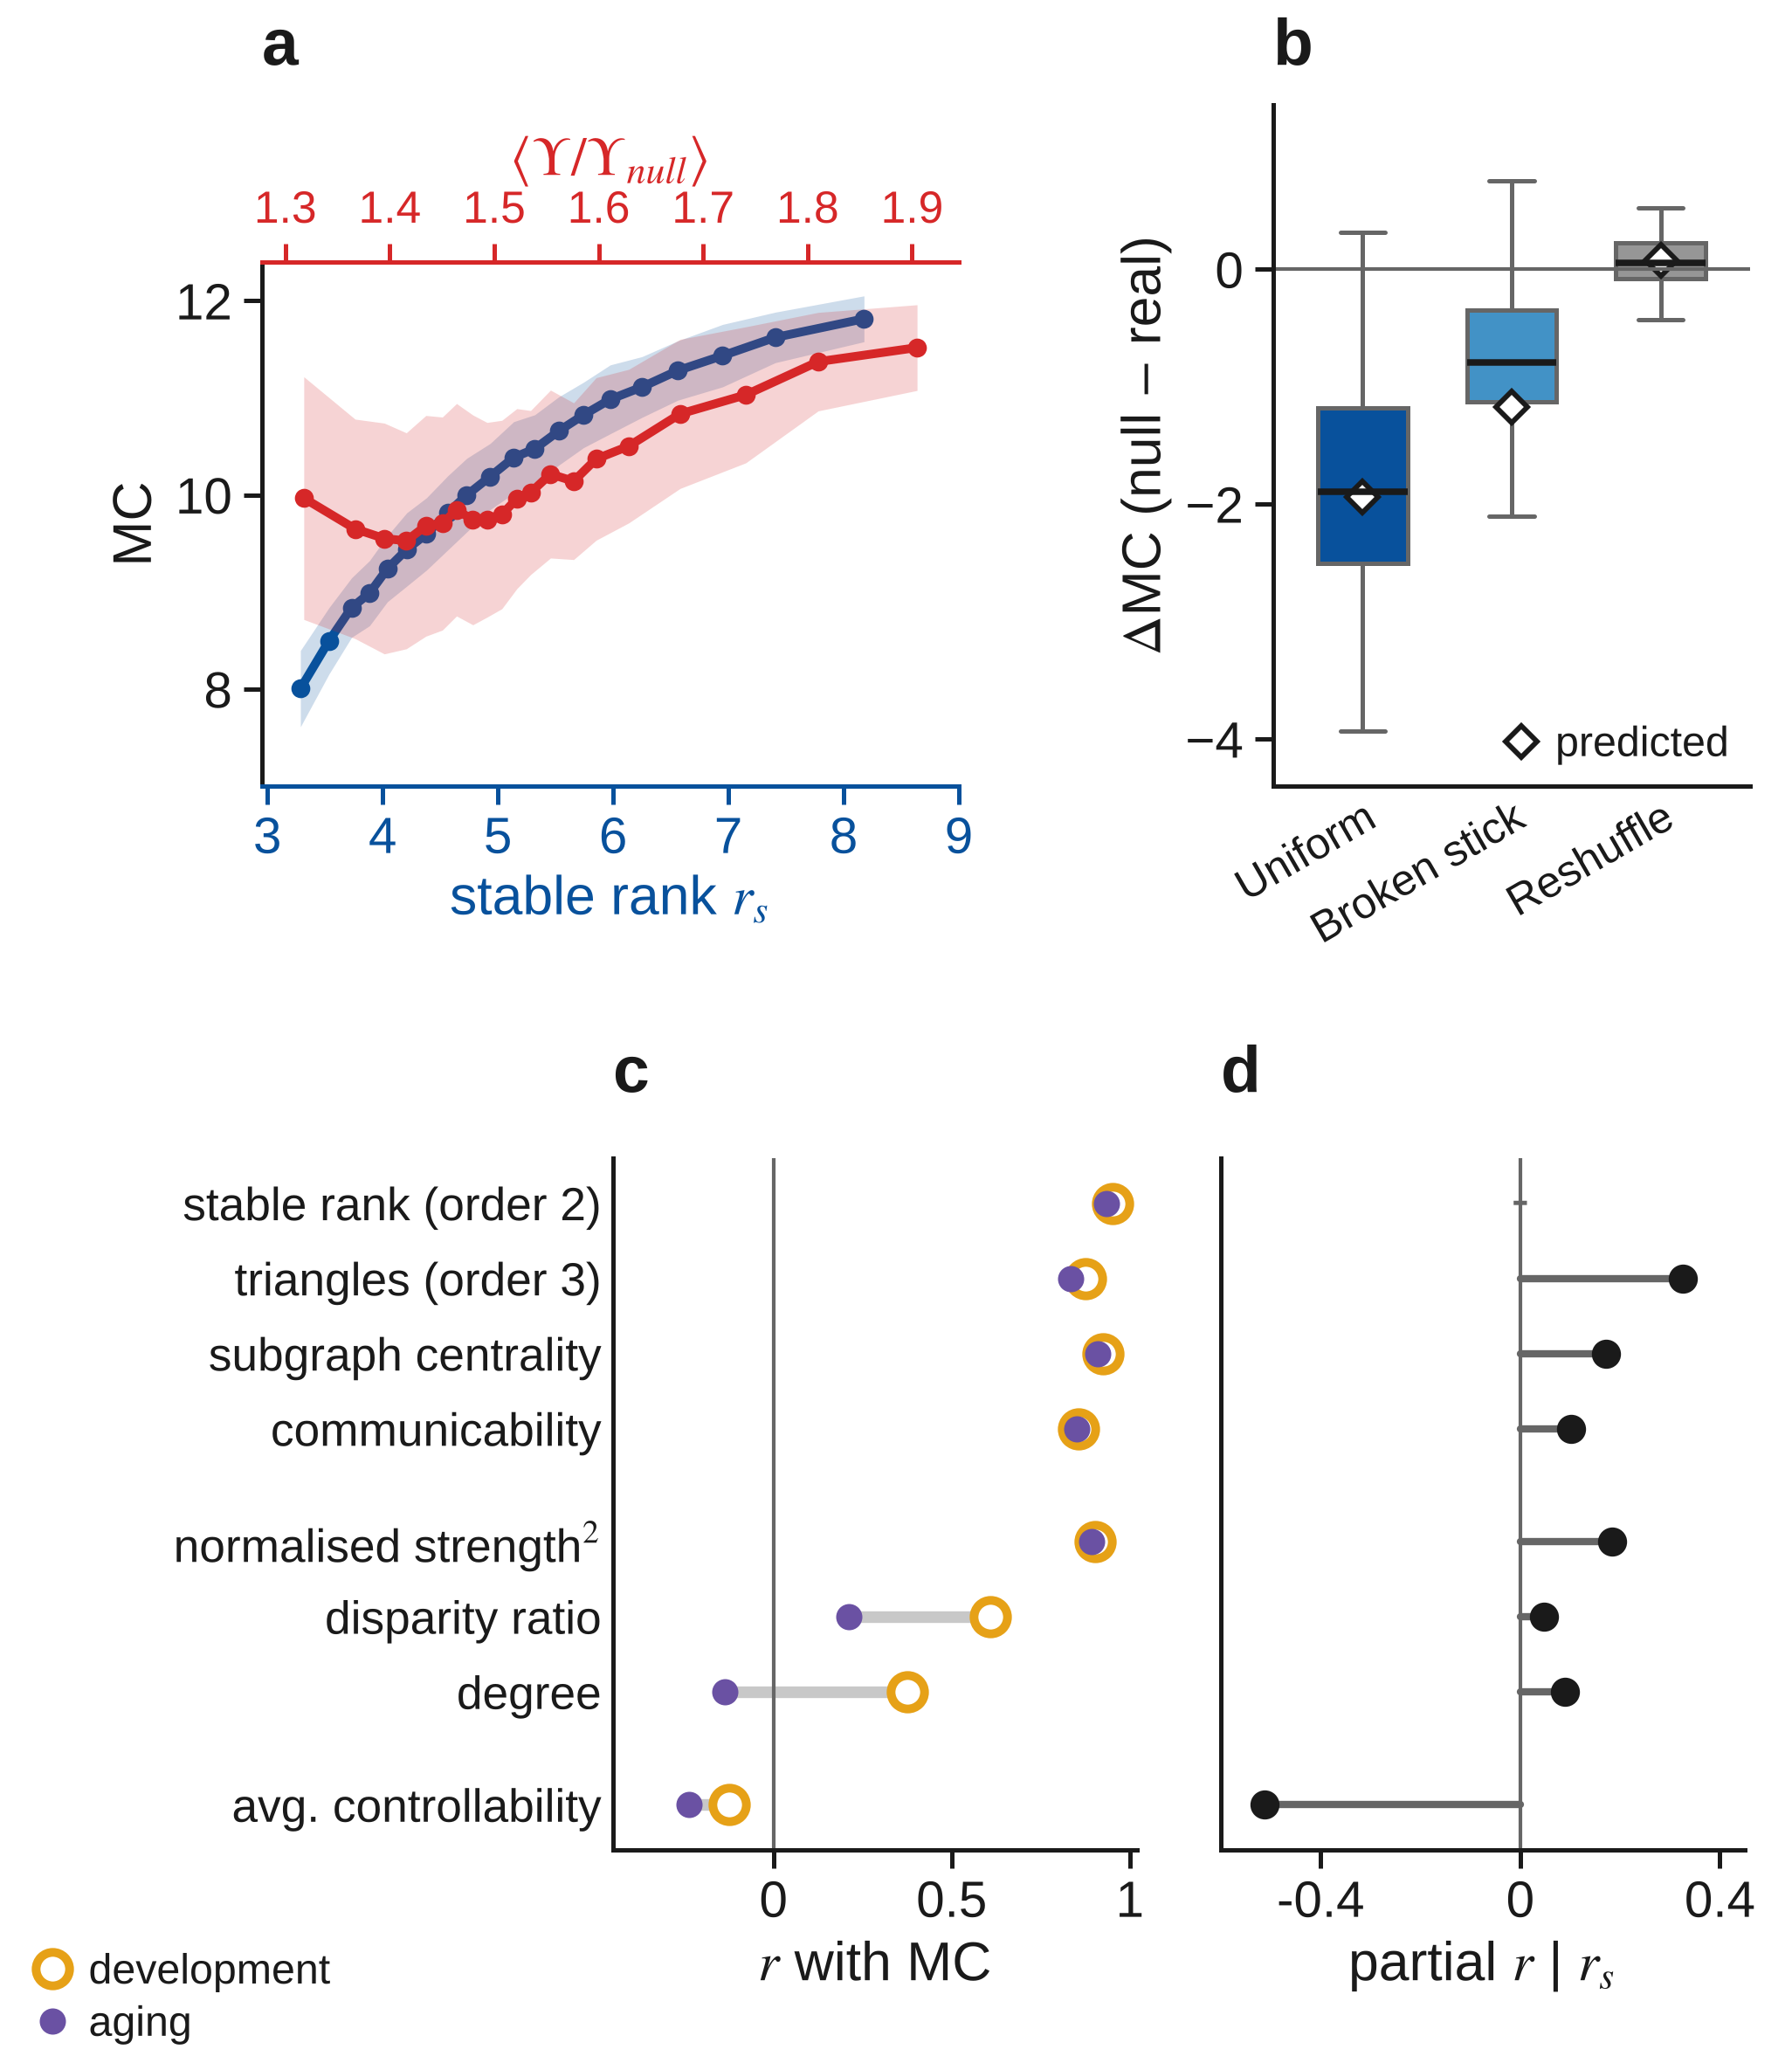 a
⟨ϒ/ϒnull⟩
1.3 1.4 1.5 1.6 1.7 1.8 1.9
12
10
8
MC
3 4 5 6 7 8 9
stable rank rs
b
0
−2
−4
ΔMC (null − real)
predicted
Uniform
Broken stick
Reshuffle
c
stable rank (order 2)
triangles (order 3)
subgraph centrality
communicability
normalised strength²
disparity ratio
degree
avg. controllability
0 0.5 1
r with MC
development
aging
d
-0.4 0 0.4
partial r | rs